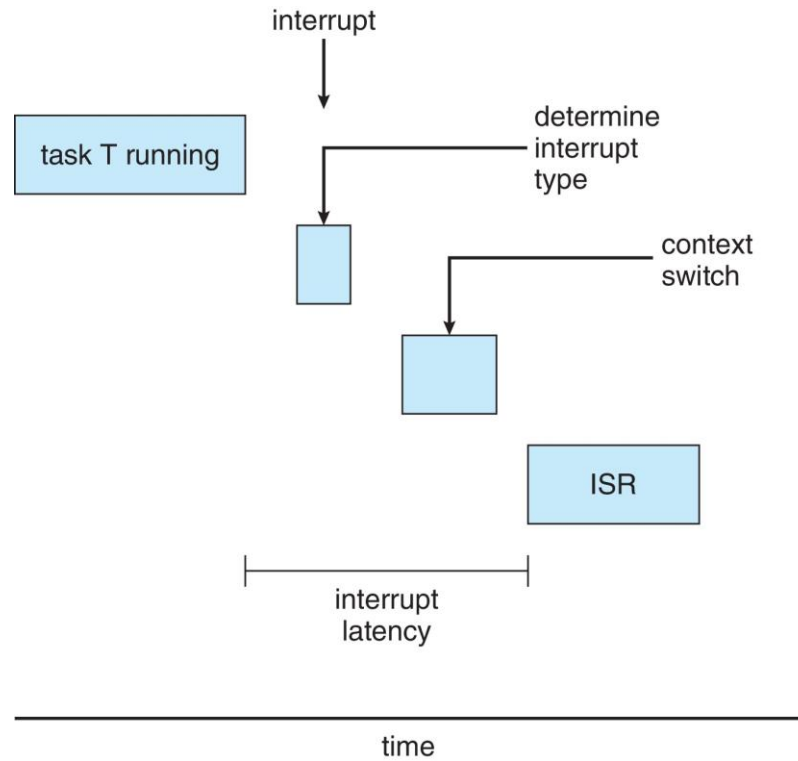 interrupt
task T running
determine
interrupt
type
context
switch
ISR
interrupt
latency
time